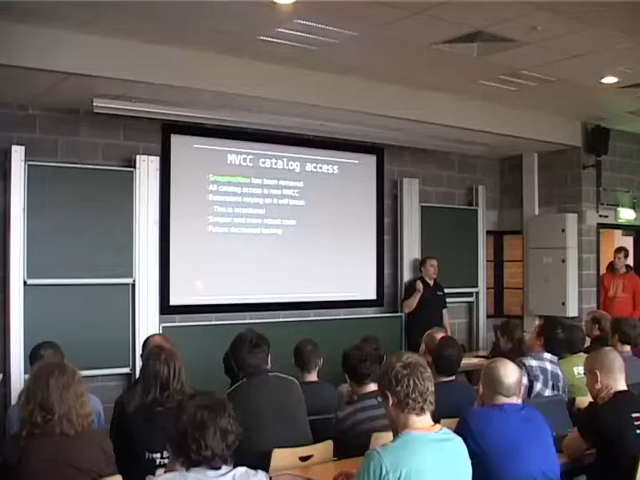 MVCC catalog access
SnapshotNow has been removed
All catalog access is now MVCC
Extensions relying on it will break
This is intentional
Simpler and more robust code
Future decreased locking